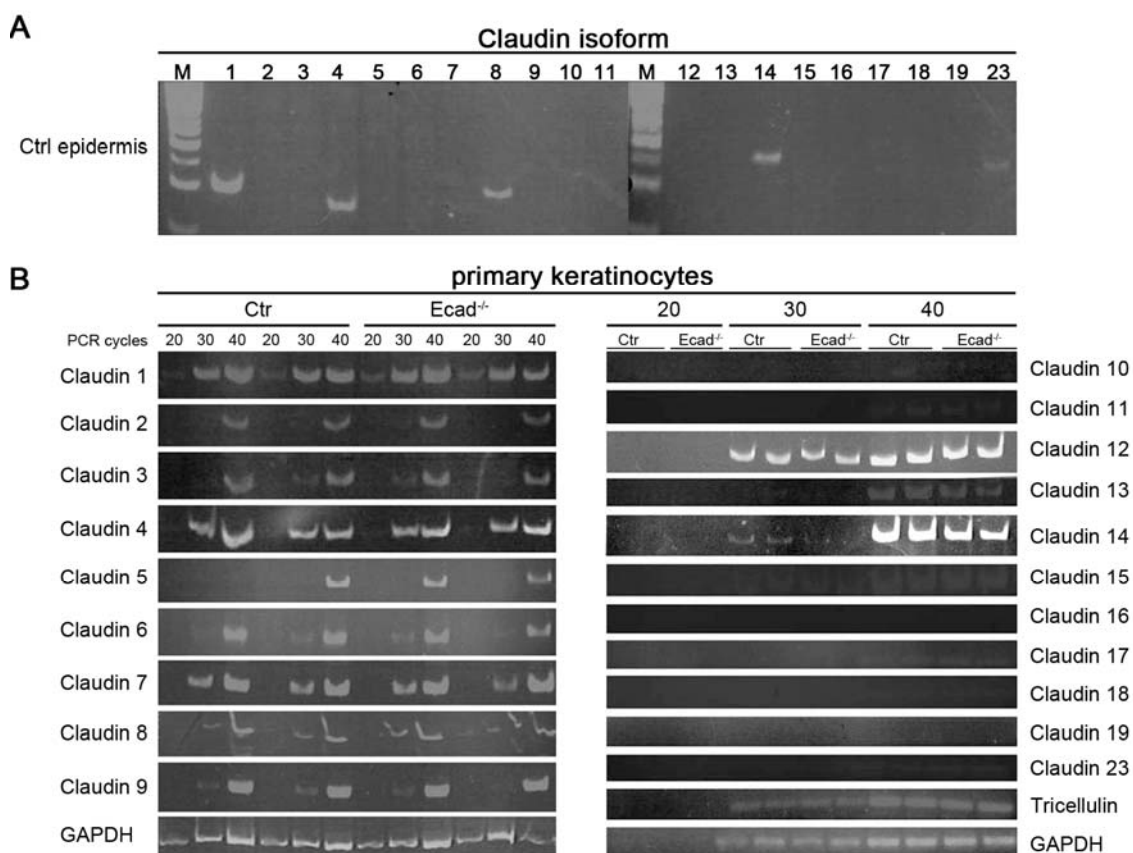 A
Claudin isoform
M 1 2 3 4 5 6 7 8 9 10 11 M 12 13 14 15 16 17 18 19 23
Ctrl epidermis
B
primary keratinocytes
Ctr Ecad-/-
PCR cycles 20 30 40 20 30 40 20 30 40 20 30 40
Claudin 1
Claudin 2
Claudin 3
Claudin 4
Claudin 5
Claudin 6
Claudin 7
Claudin 8
Claudin 9
GAPDH
20 30 40
Ctr Ecad-/- Ctr Ecad-/- Ctr Ecad-/-
Claudin 10
Claudin 11
Claudin 12
Claudin 13
Claudin 14
Claudin 15
Claudin 16
Claudin 17
Claudin 18
Claudin 19
Claudin 23
Tricellulin
GAPDH